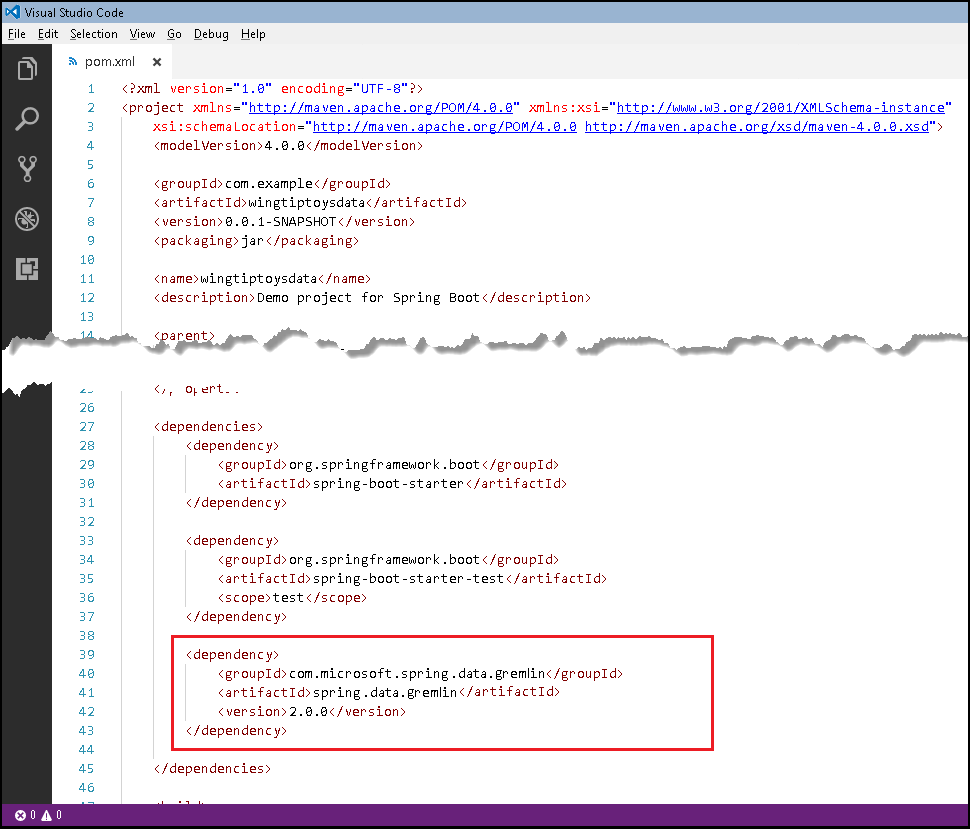 Visual Studio Code
File Edit Selection View Go Debug Help
pom.xml ×
1 <?xml version="1.0" encoding="UTF-8"?>
2 <project xmlns="http://maven.apache.org/POM/4.0.0" xmlns:xsi="http://www.w3.org/2001/XMLSchema-instance"
3 xsi:schemaLocation="http://maven.apache.org/POM/4.0.0 http://maven.apache.org/xsd/maven-4.0.0.xsd">
4 <modelVersion>4.0.0</modelVersion>
5
6 <groupId>com.example</groupId>
7 <artifactId>wingtiptoysdata</artifactId>
8 <version>0.0.1-SNAPSHOT</version>
9 <packaging>jar</packaging>
10
11 <name>wingtiptoysdata</name>
12 <description>Demo project for Spring Boot</description>
13
14 <parent>
26
27 <dependencies>
28 <dependency>
29 <groupId>org.springframework.boot</groupId>
30 <artifactId>spring-boot-starter</artifactId>
31 </dependency>
32
33 <dependency>
34 <groupId>org.springframework.boot</groupId>
35 <artifactId>spring-boot-starter-test</artifactId>
36 <scope>test</scope>
37 </dependency>
38
39 <dependency>
40 <groupId>com.microsoft.spring.data.gremlin</groupId>
41 <artifactId>spring.data.gremlin</artifactId>
42 <version>2.0.0</version>
43 </dependency>
44
45 </dependencies>
46
0 0